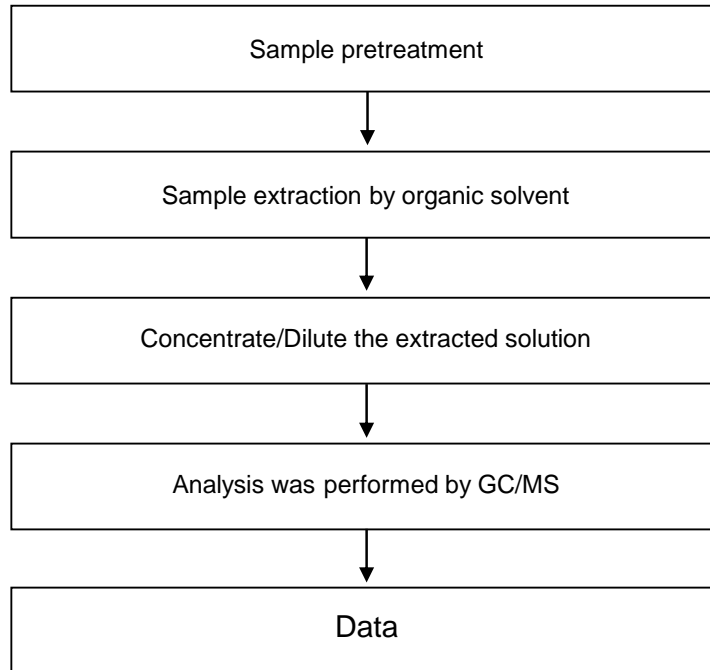 Sample pretreatment
Sample extraction by organic solvent
Concentrate/Dilute the extracted solution
Analysis was performed by GC/MS
Data